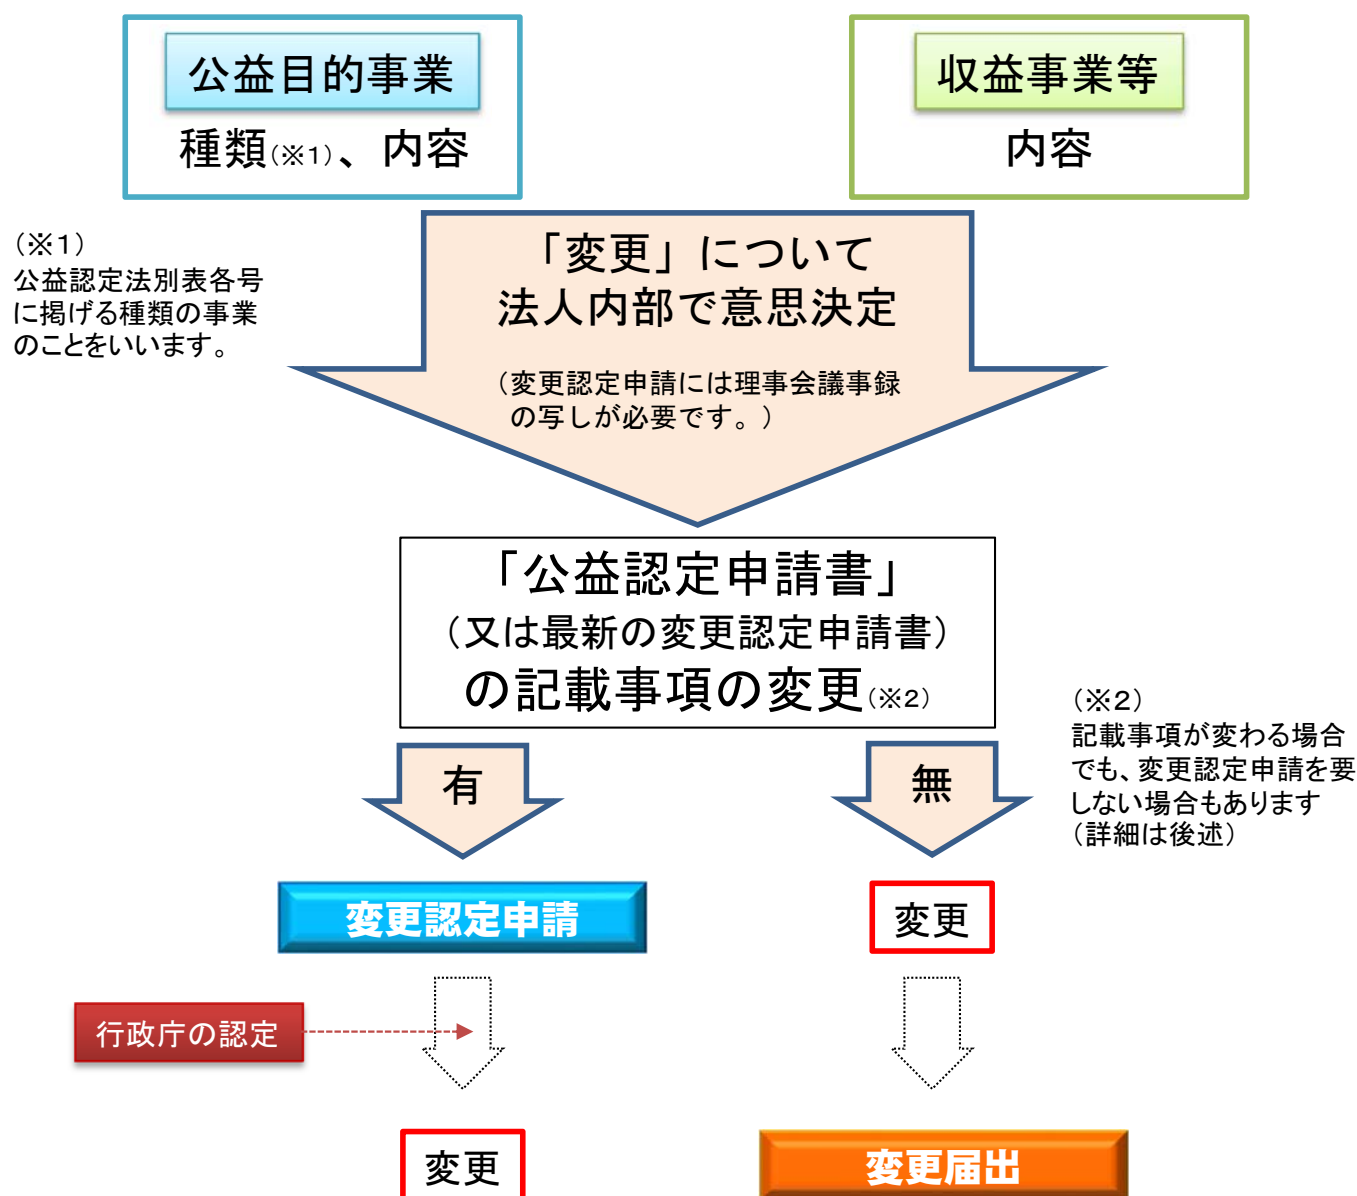 公益目的事業
種類(※1)、内容
収益事業等
内容
(※1)
公益認定法別表各号
に掲げる種類の事業
のことをいいます。
「変更」について
法人内部で意思決定
(変更認定申請には理事会議事録
の写しが必要です。)
「公益認定申請書」
(又は最新の変更認定申請書)
の記載事項の変更(※2)
(※2)
記載事項が変わる場合
でも、変更認定申請を要
しない場合もあります
(詳細は後述)
有
無
変更認定申請
変更
行政庁の認定
変更
変更届出